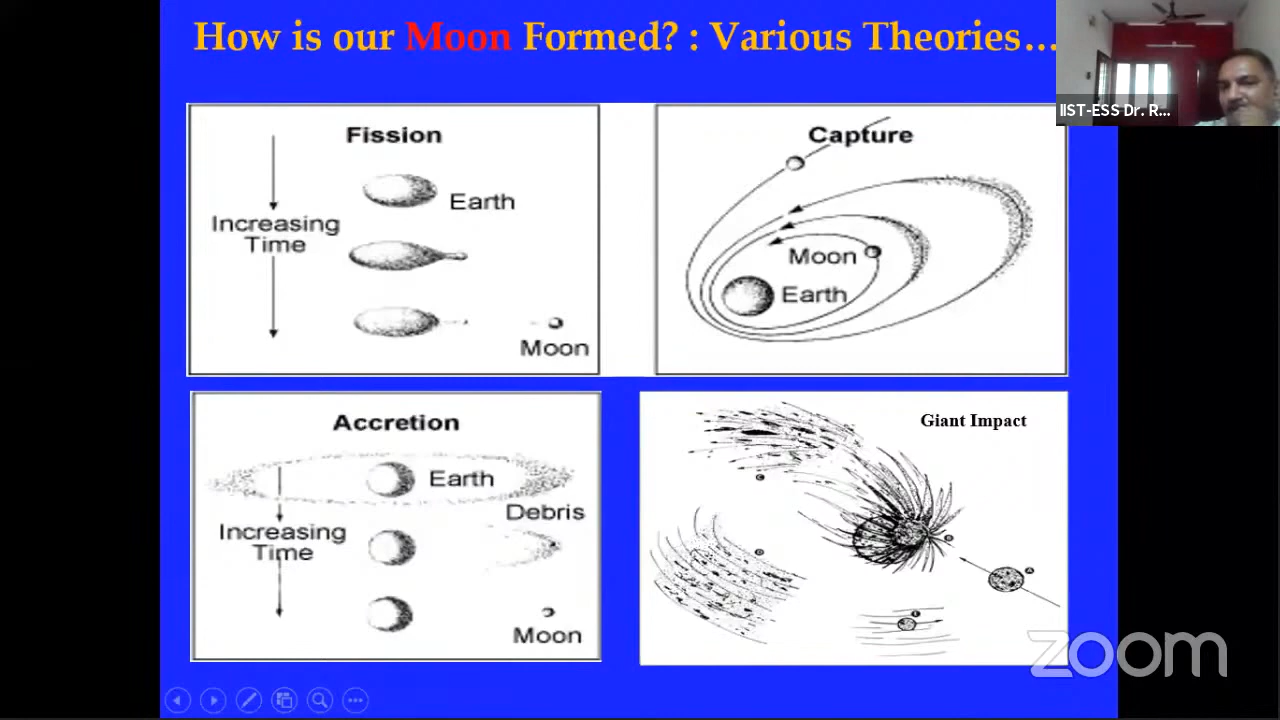 How is our Moon Formed? : Various Theories...
IIST-ESS Dr. R...
Fission
Earth
Increasing
Time
Moon
Capture
Moon
Earth
Accretion
Earth
Debris
Increasing
Time
Moon
Giant Impact
C
B
D
A
E
zoom